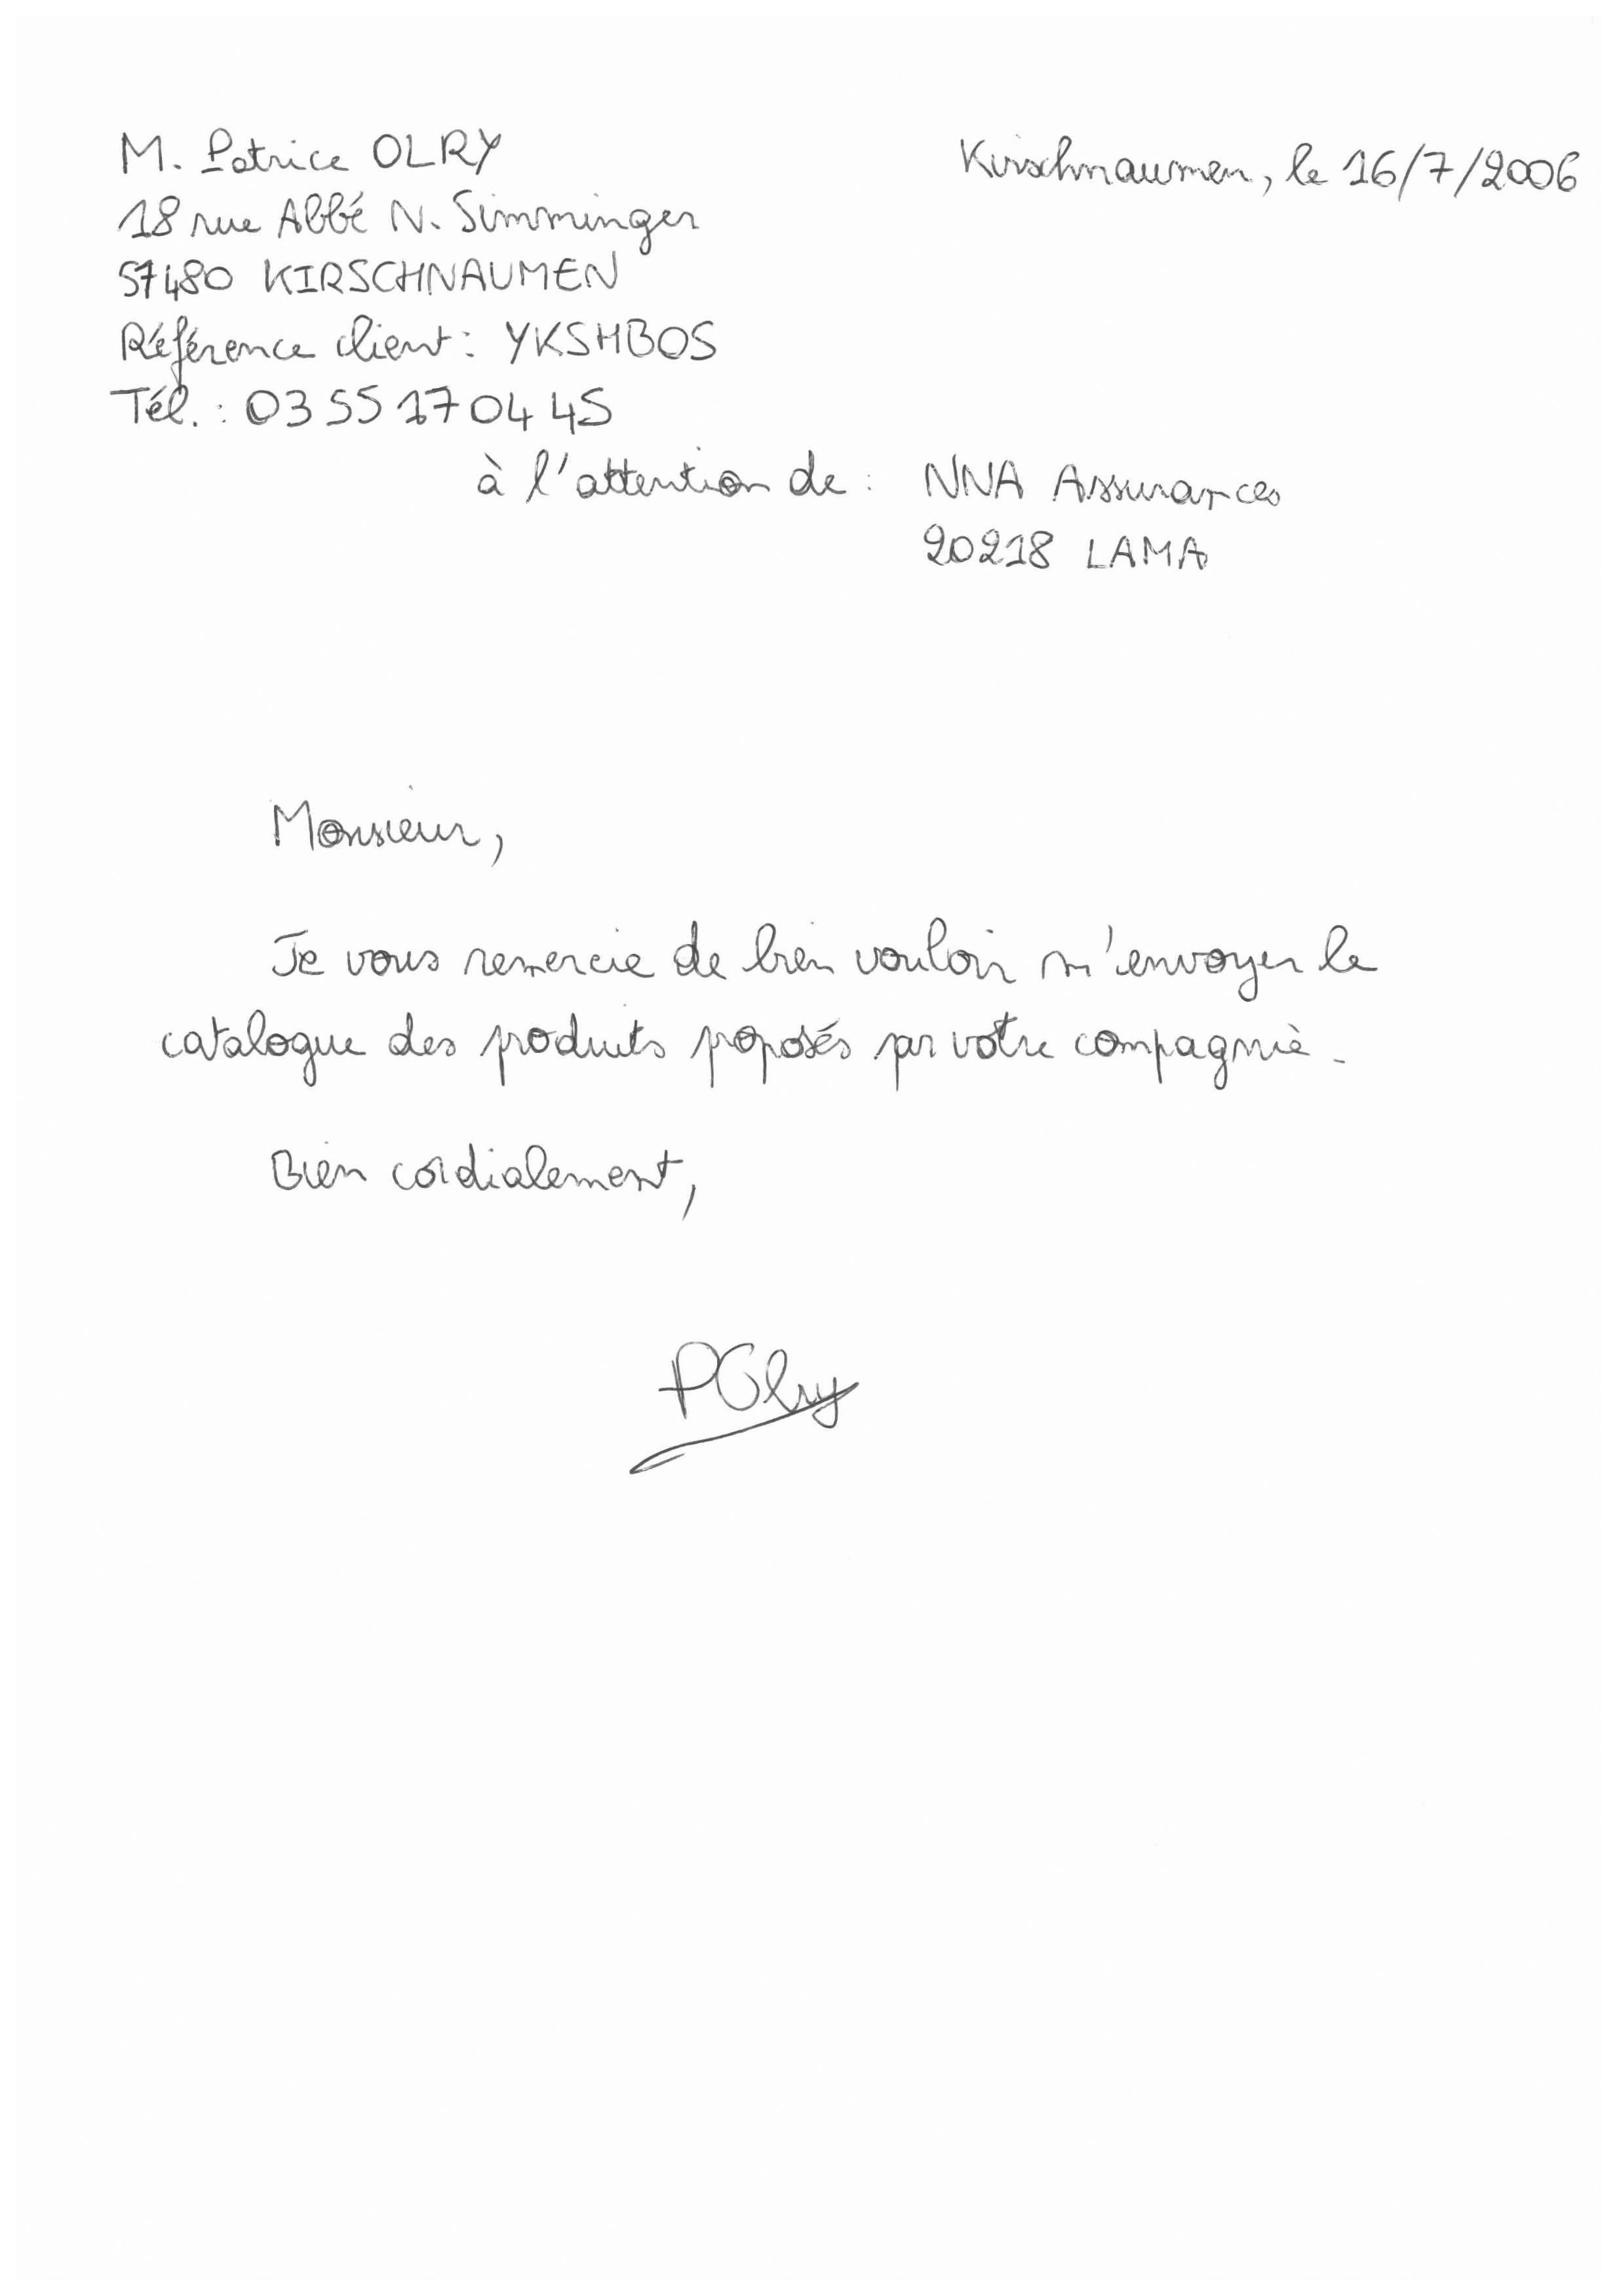 M. Patrice OLRY
Kirschnaumen, le 16/7/2006
18 rue Abbé N. Simminger
57480 KIRSCHNAUMEN
Référence client : YKSHBOS
Tél. : 03 55 17 04 45
à l'attention de : NNA Assurances
20218 LAMA
Monsieur,
Je vous remercie de bien vouloir m'envoyer le
catalogue des produits proposés par votre compagnie.
Bien cordialement,
POlry